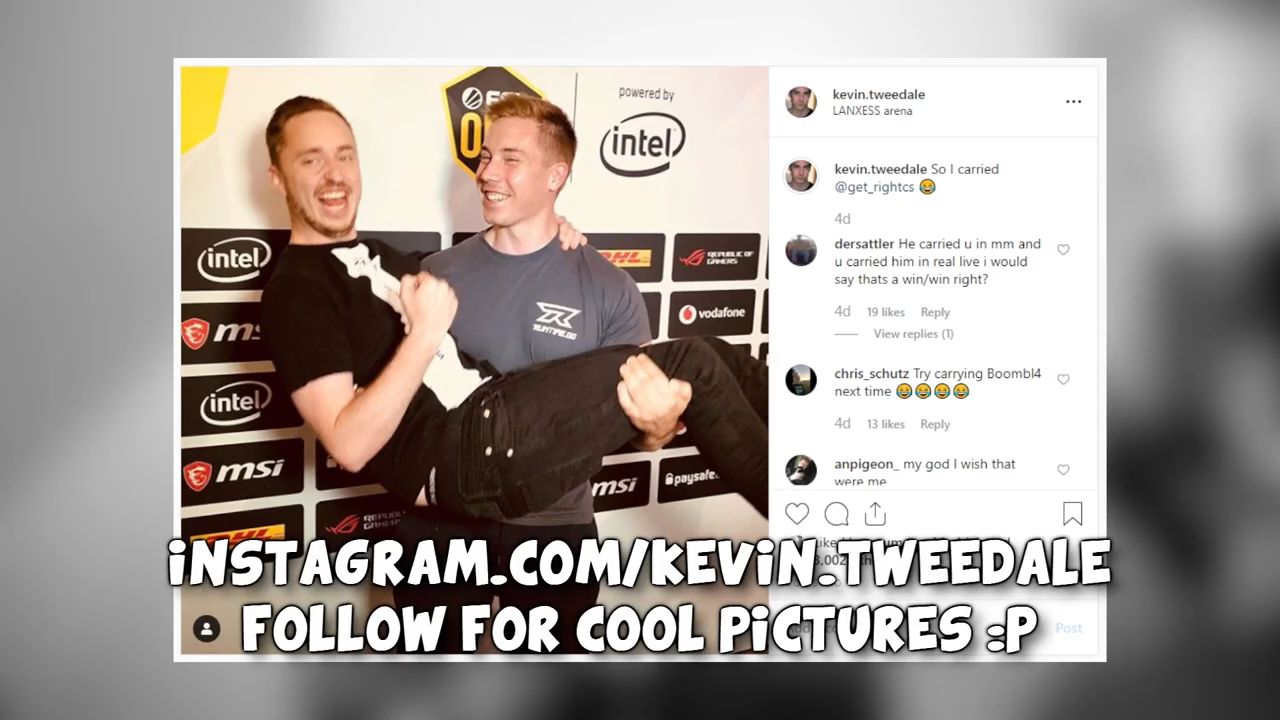 powered by
intel
kevin.tweedale
LANXESS arena
kevin.tweedale So I carried
@get_rightcs 😂
4d
dersattler He carried u in mm and
u carried him in real live i would
say thats a win/win right?
4d 19 likes Reply
View replies (1)
chris_schutz Try carrying Boombl4
next time 😂😂😂😂
4d 13 likes Reply
anpigeon_ my god I wish that
were me
intel
DHL
REPUBLIC OF
GAMERS
vodafone
intel
msi
msi
paysafe
REPUBLIC OF
GAMERS
iNSTAGRAM.COM/KEViN.TWEEDALE
FOLLOW FOR COOL PiCTURES :P
Post